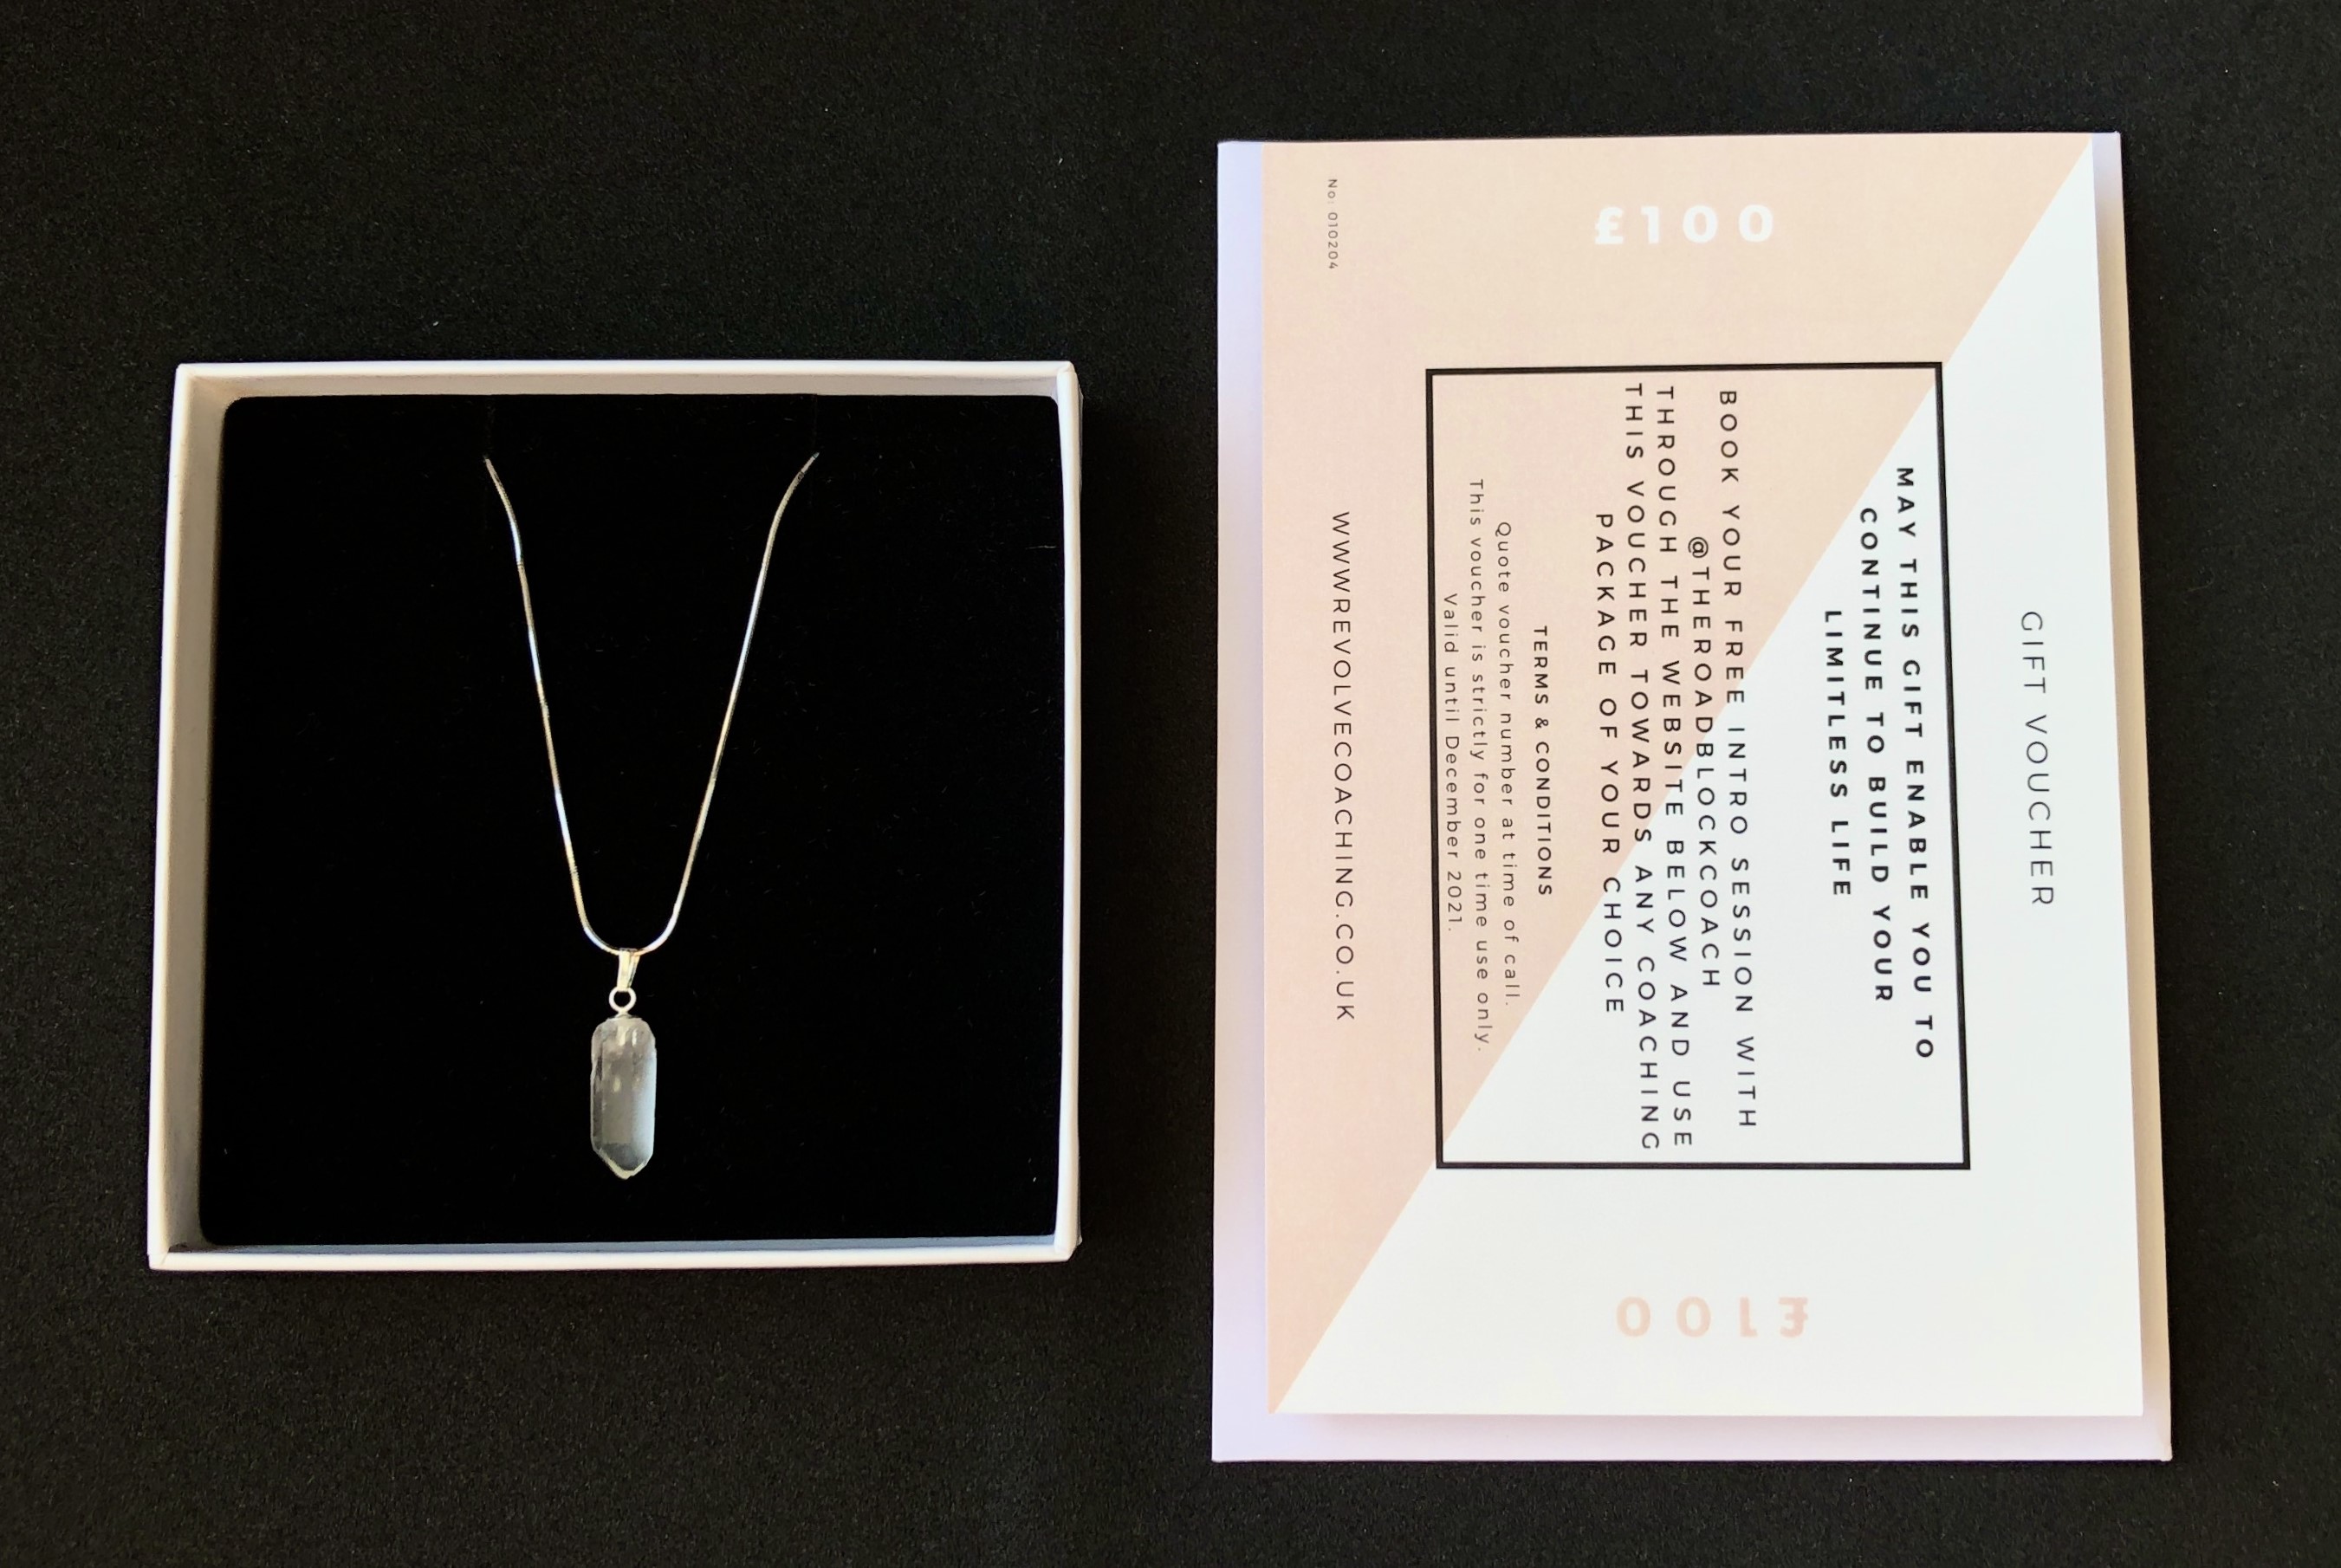 GIFT VOUCHER
MAY THIS GIFT ENABLE YOU TO
CONTINUE TO BUILD YOUR
LIMITLESS LIFE
BOOK YOUR FREE INTRO SESSION WITH
@THEROADBLOCKCOACH
THROUGH THE WEBSITE BELOW AND USE
THIS VOUCHER TOWARDS ANY COACHING
PACKAGE OF YOUR CHOICE
TERMS & CONDITIONS
Quote voucher number at time of call.
This voucher is strictly for one time use only.
Valid until December 2021.
£100
£100
No: 010204
WWWREVOLVECOACHING.CO.UK